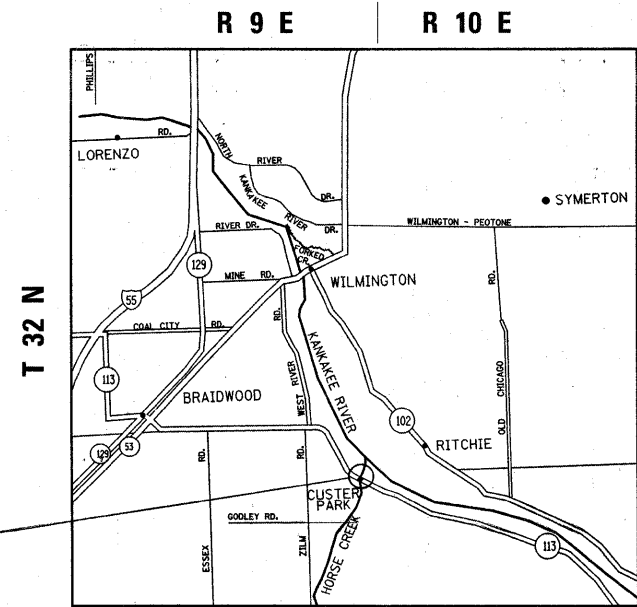 R 9 E
R 10 E
T 32 N
PHILLIPS
RD.
LORENZO
NORTH
RIVER
DR.
KANKAKEE
RIVER
DR.
SYMERTON
WILMINGTON - PEOTONE
RIVER DR.
FORKED
CR.
129
MINE RD.
WILMINGTON
55
COAL CITY RD.
RD.
WEST RIVER
KANKAKEE RIVER
RD.
OLD CHICAGO
113
BRAIDWOOD
102
RITCHIE
129
53
RD.
ESSEX
RD.
ZILM
CUSTER
PARK
GODLEY RD.
HORSE CREEK
113